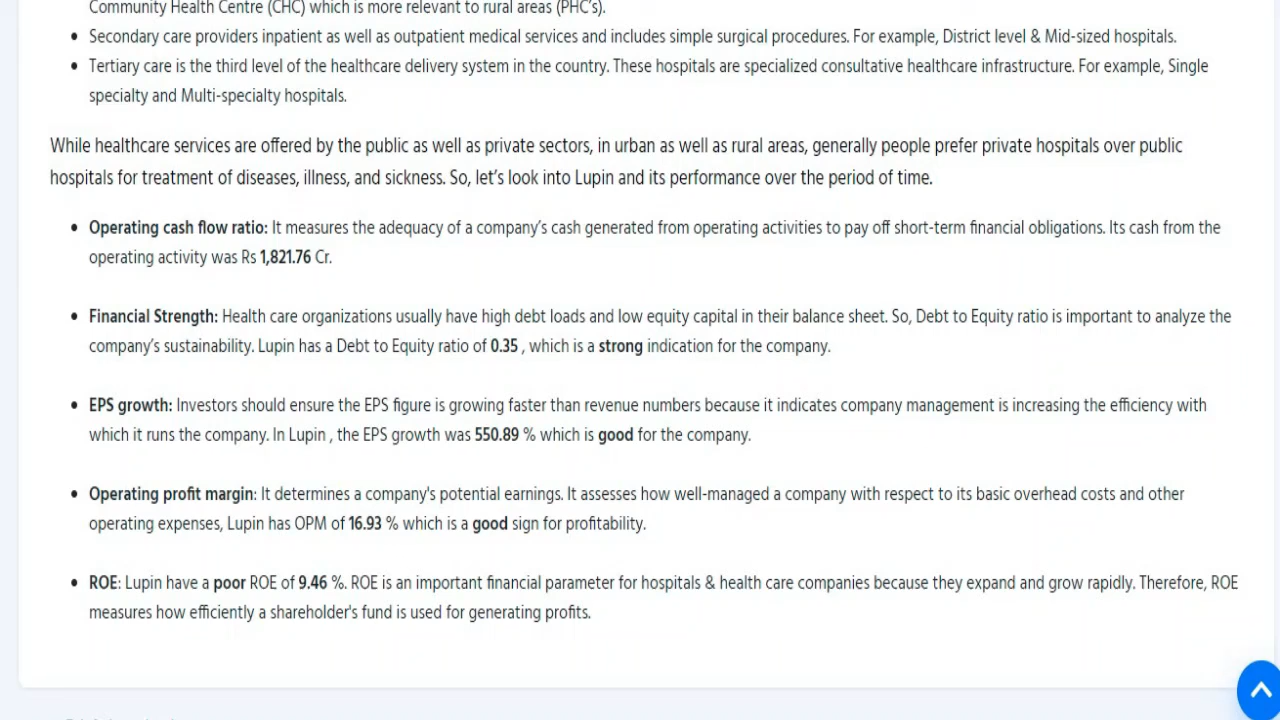 Community Health Centre (CHC) which is more relevant to rural areas (PHC's).
• Secondary care providers inpatient as well as outpatient medical services and includes simple surgical procedures. For example, District level & Mid-sized hospitals.
• Tertiary care is the third level of the healthcare delivery system in the country. These hospitals are specialized consultative healthcare infrastructure. For example, Single
specialty and Multi-specialty hospitals.
While healthcare services are offered by the public as well as private sectors, in urban as well as rural areas, generally people prefer private hospitals over public
hospitals for treatment of diseases, illness, and sickness. So, let's look into Lupin and its performance over the period of time.
• Operating cash flow ratio: It measures the adequacy of a company's cash generated from operating activities to pay off short-term financial obligations. Its cash from the
operating activity was Rs 1,821.76 Cr.
• Financial Strength: Health care organizations usually have high debt loads and low equity capital in their balance sheet. So, Debt to Equity ratio is important to analyze the
company's sustainability. Lupin has a Debt to Equity ratio of 0.35 , which is a strong indication for the company.
• EPS growth: Investors should ensure the EPS figure is growing faster than revenue numbers because it indicates company management is increasing the efficiency with
which it runs the company. In Lupin , the EPS growth was 550.89 % which is good for the company.
• Operating profit margin: It determines a company's potential earnings. It assesses how well-managed a company with respect to its basic overhead costs and other
operating expenses, Lupin has OPM of 16.93 % which is a good sign for profitability.
• ROE: Lupin have a poor ROE of 9.46 %. ROE is an important financial parameter for hospitals & health care companies because they expand and grow rapidly. Therefore, ROE
measures how efficiently a shareholder's fund is used for generating profits.